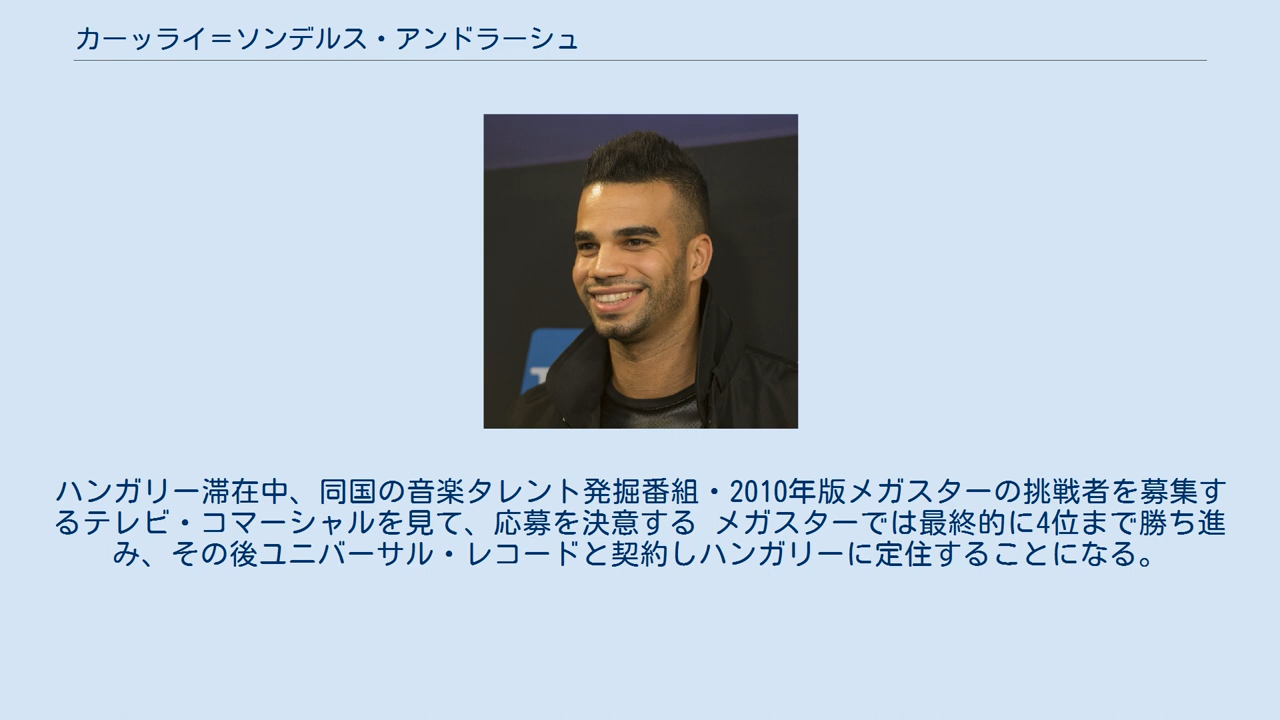 カーッライ＝ソンデルス・アンドラーシュ
ハンガリー滞在中、同国の音楽タレント発掘番組・2010年版メガスターの挑戦者を募集す
るテレビ・コマーシャルを見て、応募を決意する メガスターでは最終的に4位まで勝ち進
み、その後ユニバーサル・レコードと契約しハンガリーに定住することになる。